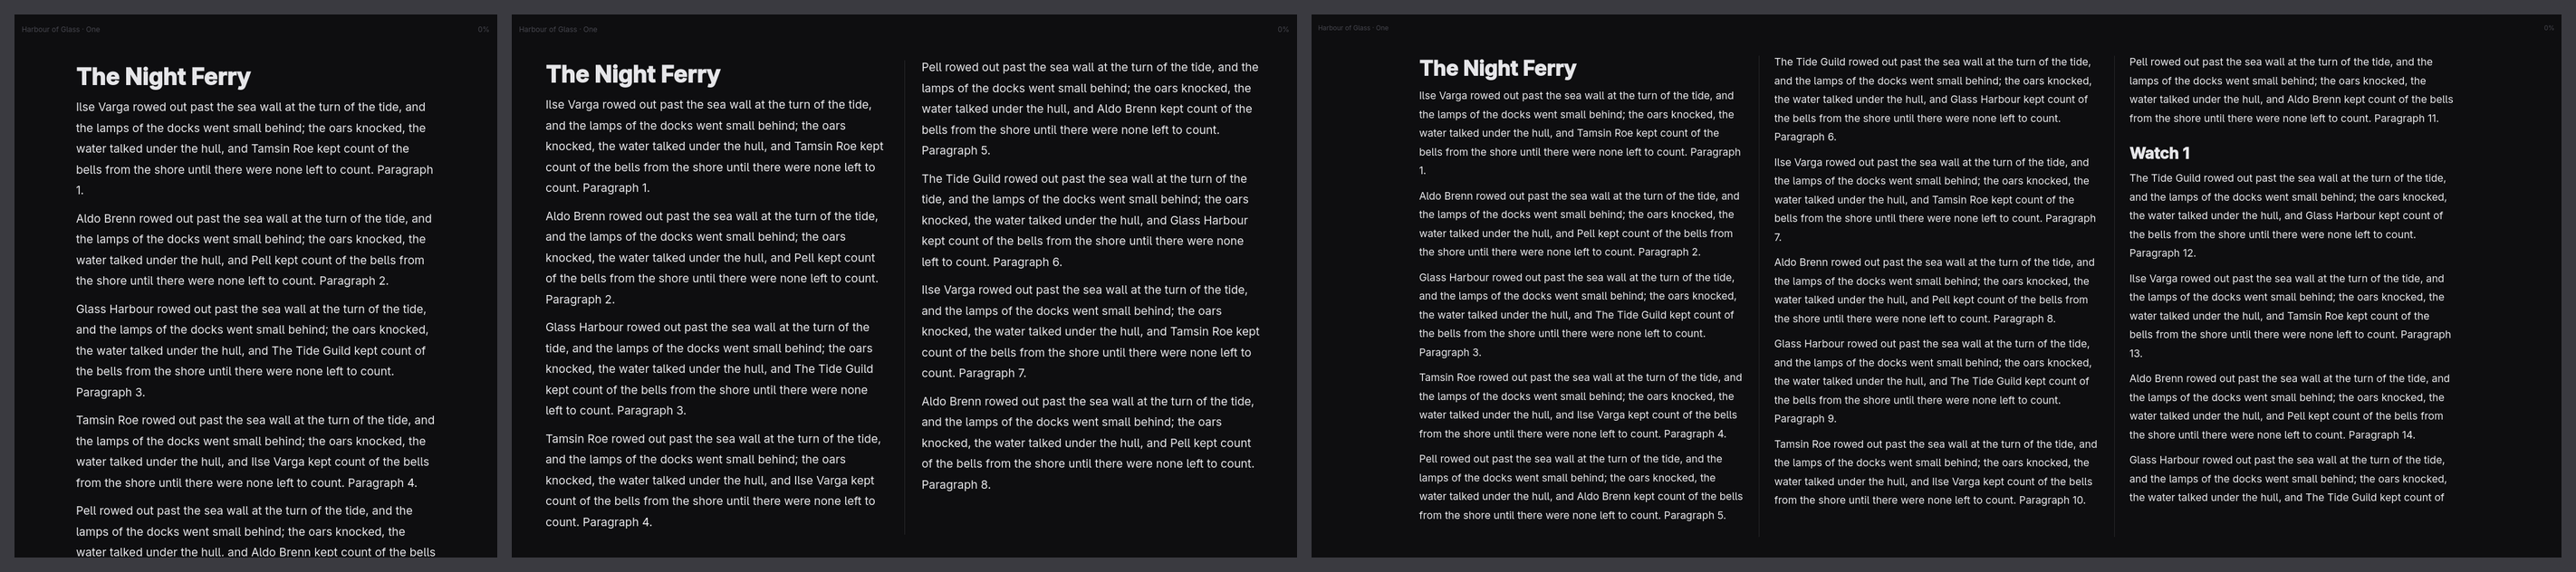 Harbour of Glass · One
0%
The Night Ferry
Ilse Varga rowed out past the sea wall at the turn of the tide, and
the lamps of the docks went small behind; the oars knocked, the
water talked under the hull, and Tamsin Roe kept count of the
bells from the shore until there were none left to count. Paragraph
1.
Aldo Brenn rowed out past the sea wall at the turn of the tide, and
the lamps of the docks went small behind; the oars knocked, the
water talked under the hull, and Pell kept count of the bells from
the shore until there were none left to count. Paragraph 2.
Glass Harbour rowed out past the sea wall at the turn of the tide,
and the lamps of the docks went small behind; the oars knocked,
the water talked under the hull, and The Tide Guild kept count of
the bells from the shore until there were none left to count.
Paragraph 3.
Tamsin Roe rowed out past the sea wall at the turn of the tide, and
the lamps of the docks went small behind; the oars knocked, the
water talked under the hull, and Ilse Varga kept count of the bells
from the shore until there were none left to count. Paragraph 4.
Pell rowed out past the sea wall at the turn of the tide, and the
lamps of the docks went small behind; the oars knocked, the
water talked under the hull, and Aldo Brenn kept count of the bells
Harbour of Glass · One
0%
The Night Ferry
Ilse Varga rowed out past the sea wall at the turn of the tide,
and the lamps of the docks went small behind; the oars
knocked, the water talked under the hull, and Tamsin Roe kept
count of the bells from the shore until there were none left to
count. Paragraph 1.
Aldo Brenn rowed out past the sea wall at the turn of the tide,
and the lamps of the docks went small behind; the oars
knocked, the water talked under the hull, and Pell kept count
of the bells from the shore until there were none left to count.
Paragraph 2.
Glass Harbour rowed out past the sea wall at the turn of the
tide, and the lamps of the docks went small behind; the oars
knocked, the water talked under the hull, and The Tide Guild
kept count of the bells from the shore until there were none
left to count. Paragraph 3.
Tamsin Roe rowed out past the sea wall at the turn of the tide,
and the lamps of the docks went small behind; the oars
knocked, the water talked under the hull, and Ilse Varga kept
count of the bells from the shore until there were none left to
count. Paragraph 4.
Pell rowed out past the sea wall at the turn of the tide, and the
lamps of the docks went small behind; the oars knocked, the
water talked under the hull, and Aldo Brenn kept count of the
bells from the shore until there were none left to count.
Paragraph 5.
The Tide Guild rowed out past the sea wall at the turn of the
tide, and the lamps of the docks went small behind; the oars
knocked, the water talked under the hull, and Glass Harbour
kept count of the bells from the shore until there were none
left to count. Paragraph 6.
Ilse Varga rowed out past the sea wall at the turn of the tide,
and the lamps of the docks went small behind; the oars
knocked, the water talked under the hull, and Tamsin Roe kept
count of the bells from the shore until there were none left to
count. Paragraph 7.
Aldo Brenn rowed out past the sea wall at the turn of the tide,
and the lamps of the docks went small behind; the oars
knocked, the water talked under the hull, and Pell kept count
of the bells from the shore until there were none left to count.
Paragraph 8.
Harbour of Glass · One
0%
The Night Ferry
Ilse Varga rowed out past the sea wall at the turn of the tide, and
the lamps of the docks went small behind; the oars knocked, the
water talked under the hull, and Tamsin Roe kept count of the
bells from the shore until there were none left to count. Paragraph
1.
Aldo Brenn rowed out past the sea wall at the turn of the tide, and
the lamps of the docks went small behind; the oars knocked, the
water talked under the hull, and Pell kept count of the bells from
the shore until there were none left to count. Paragraph 2.
Glass Harbour rowed out past the sea wall at the turn of the tide,
and the lamps of the docks went small behind; the oars knocked,
the water talked under the hull, and The Tide Guild kept count of
the bells from the shore until there were none left to count.
Paragraph 3.
Tamsin Roe rowed out past the sea wall at the turn of the tide, and
the lamps of the docks went small behind; the oars knocked, the
water talked under the hull, and Ilse Varga kept count of the bells
from the shore until there were none left to count. Paragraph 4.
Pell rowed out past the sea wall at the turn of the tide, and the
lamps of the docks went small behind; the oars knocked, the
water talked under the hull, and Aldo Brenn kept count of the bells
from the shore until there were none left to count. Paragraph 5.
The Tide Guild rowed out past the sea wall at the turn of the tide,
and the lamps of the docks went small behind; the oars knocked,
the water talked under the hull, and Glass Harbour kept count of
the bells from the shore until there were none left to count.
Paragraph 6.
Ilse Varga rowed out past the sea wall at the turn of the tide, and
the lamps of the docks went small behind; the oars knocked, the
water talked under the hull, and Tamsin Roe kept count of the
bells from the shore until there were none left to count. Paragraph
7.
Aldo Brenn rowed out past the sea wall at the turn of the tide, and
the lamps of the docks went small behind; the oars knocked, the
water talked under the hull, and Pell kept count of the bells from
the shore until there were none left to count. Paragraph 8.
Glass Harbour rowed out past the sea wall at the turn of the tide,
and the lamps of the docks went small behind; the oars knocked,
the water talked under the hull, and The Tide Guild kept count of
the bells from the shore until there were none left to count.
Paragraph 9.
Tamsin Roe rowed out past the sea wall at the turn of the tide, and
the lamps of the docks went small behind; the oars knocked, the
water talked under the hull, and Ilse Varga kept count of the bells
from the shore until there were none left to count. Paragraph 10.
Pell rowed out past the sea wall at the turn of the tide, and the
lamps of the docks went small behind; the oars knocked, the
water talked under the hull, and Aldo Brenn kept count of the bells
from the shore until there were none left to count. Paragraph 11.
Watch 1
The Tide Guild rowed out past the sea wall at the turn of the tide,
and the lamps of the docks went small behind; the oars knocked,
the water talked under the hull, and Glass Harbour kept count of
the bells from the shore until there were none left to count.
Paragraph 12.
Ilse Varga rowed out past the sea wall at the turn of the tide, and
the lamps of the docks went small behind; the oars knocked, the
water talked under the hull, and Tamsin Roe kept count of the
bells from the shore until there were none left to count. Paragraph
13.
Aldo Brenn rowed out past the sea wall at the turn of the tide, and
the lamps of the docks went small behind; the oars knocked, the
water talked under the hull, and Pell kept count of the bells from
the shore until there were none left to count. Paragraph 14.
Glass Harbour rowed out past the sea wall at the turn of the tide,
and the lamps of the docks went small behind; the oars knocked,
the water talked under the hull, and The Tide Guild kept count of